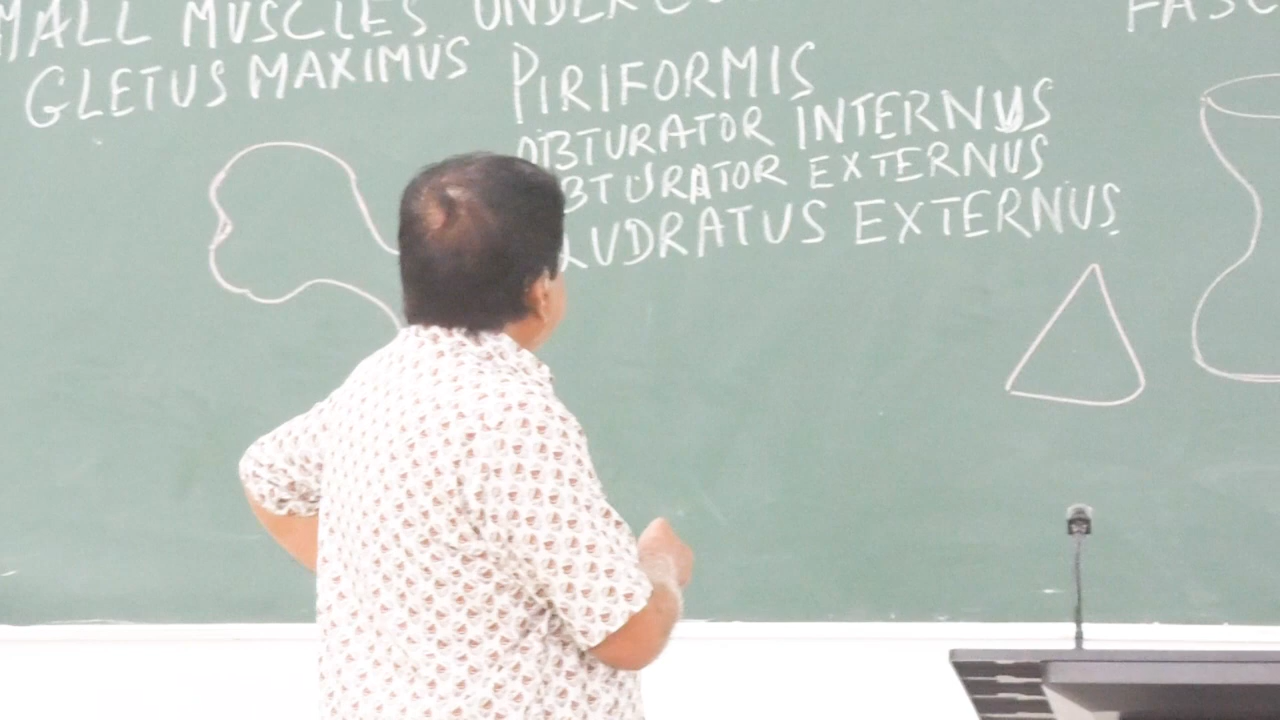 MALL MUSCLES UNDER
GLETUS MAXIMUS
PIRIFORMIS
OBTURATOR INTERNUS
BTURATOR EXTERNUS
UDRATUS EXTERNUS
FASC